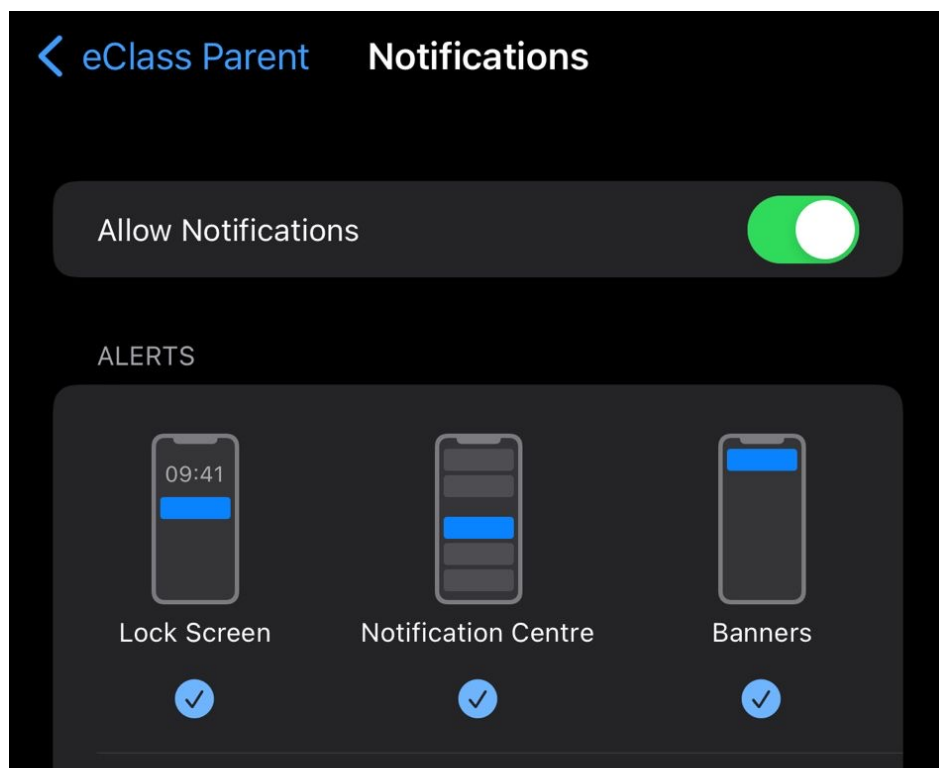 eClass Parent Notifications
Allow Notifications
ALERTS
09:41
Lock Screen Notification Centre Banners